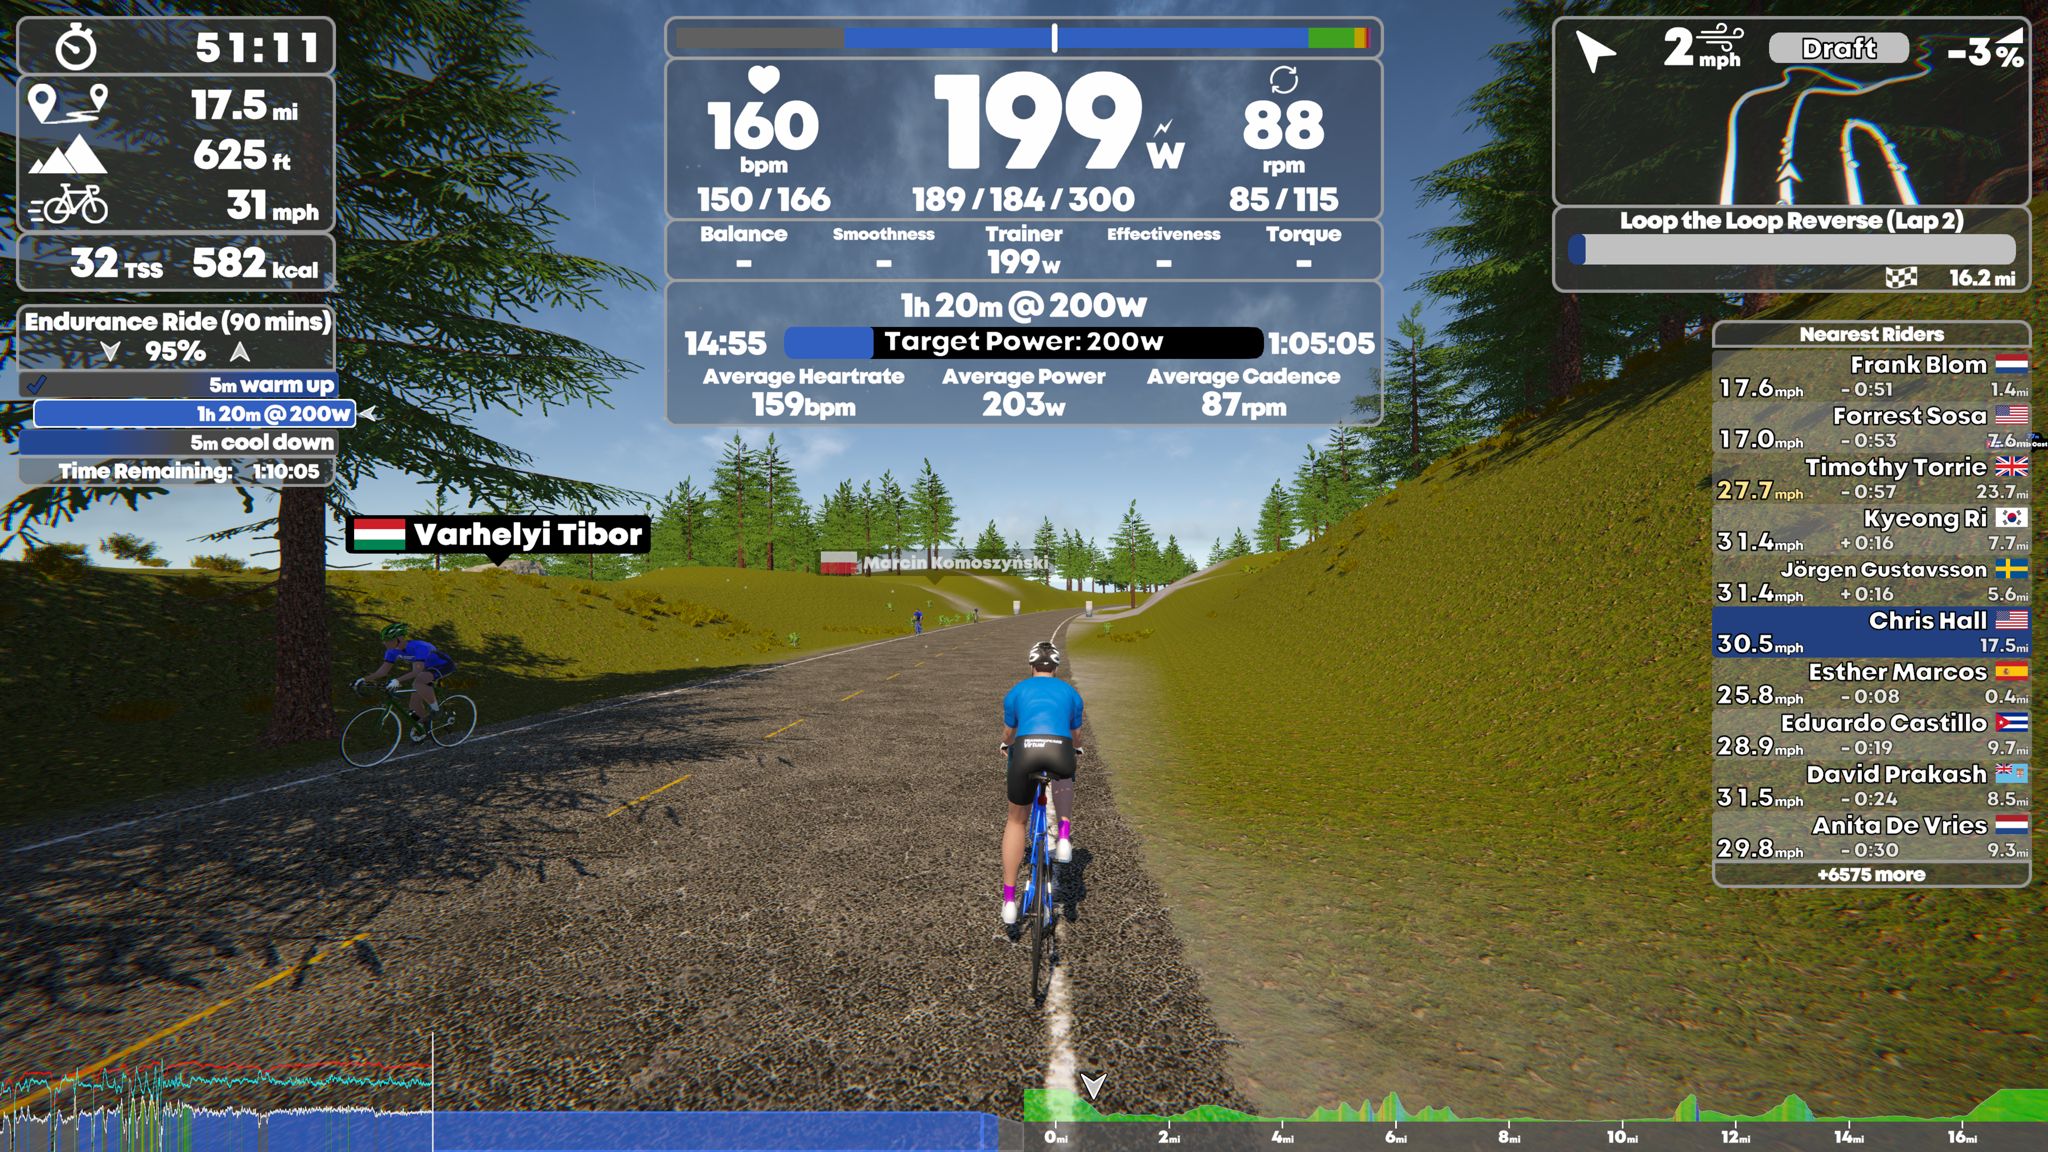 51:11
17.5 mi
625 ft
31 mph
32 TSS 582 kcal
Endurance Ride (90 mins)
95%
5m warm up
1h 20m @ 200w
5m cool down
Time Remaining: 1:10:05
160 bpm
150 / 166
199 w
189 / 184 / 300
88 rpm
85 / 115
Balance Smoothness Trainer Effectiveness Torque
- - 199w - -
1h 20m @ 200w
14:55 Target Power: 200w 1:05:05
Average Heartrate Average Power Average Cadence
159bpm 203w 87rpm
2 mph Draft -3%
Loop the Loop Reverse (Lap 2)
16.2 mi
Nearest Riders
Frank Blom
17.6mph -0:51 1.4mi
Forrest Sosa
17.0mph -0:53 7.6mi
Timothy Torrie
27.7mph -0:57 23.7mi
Kyeong Ri
31.4mph +0:16 7.7mi
Jörgen Gustavsson
31.4mph +0:16 5.6mi
Chris Hall
30.5mph 17.5mi
Esther Marcos
25.8mph -0:08 0.4mi
Eduardo Castillo
28.9mph -0:19 9.7mi
David Prakash
31.5mph -0:24 8.5mi
Anita De Vries
29.8mph -0:30 9.3mi
+6575 more
Varhelyi Tibor
Marcin Komoszyński
Virtual
0mi 2mi 4mi 6mi 8mi 10mi 12mi 14mi 16mi